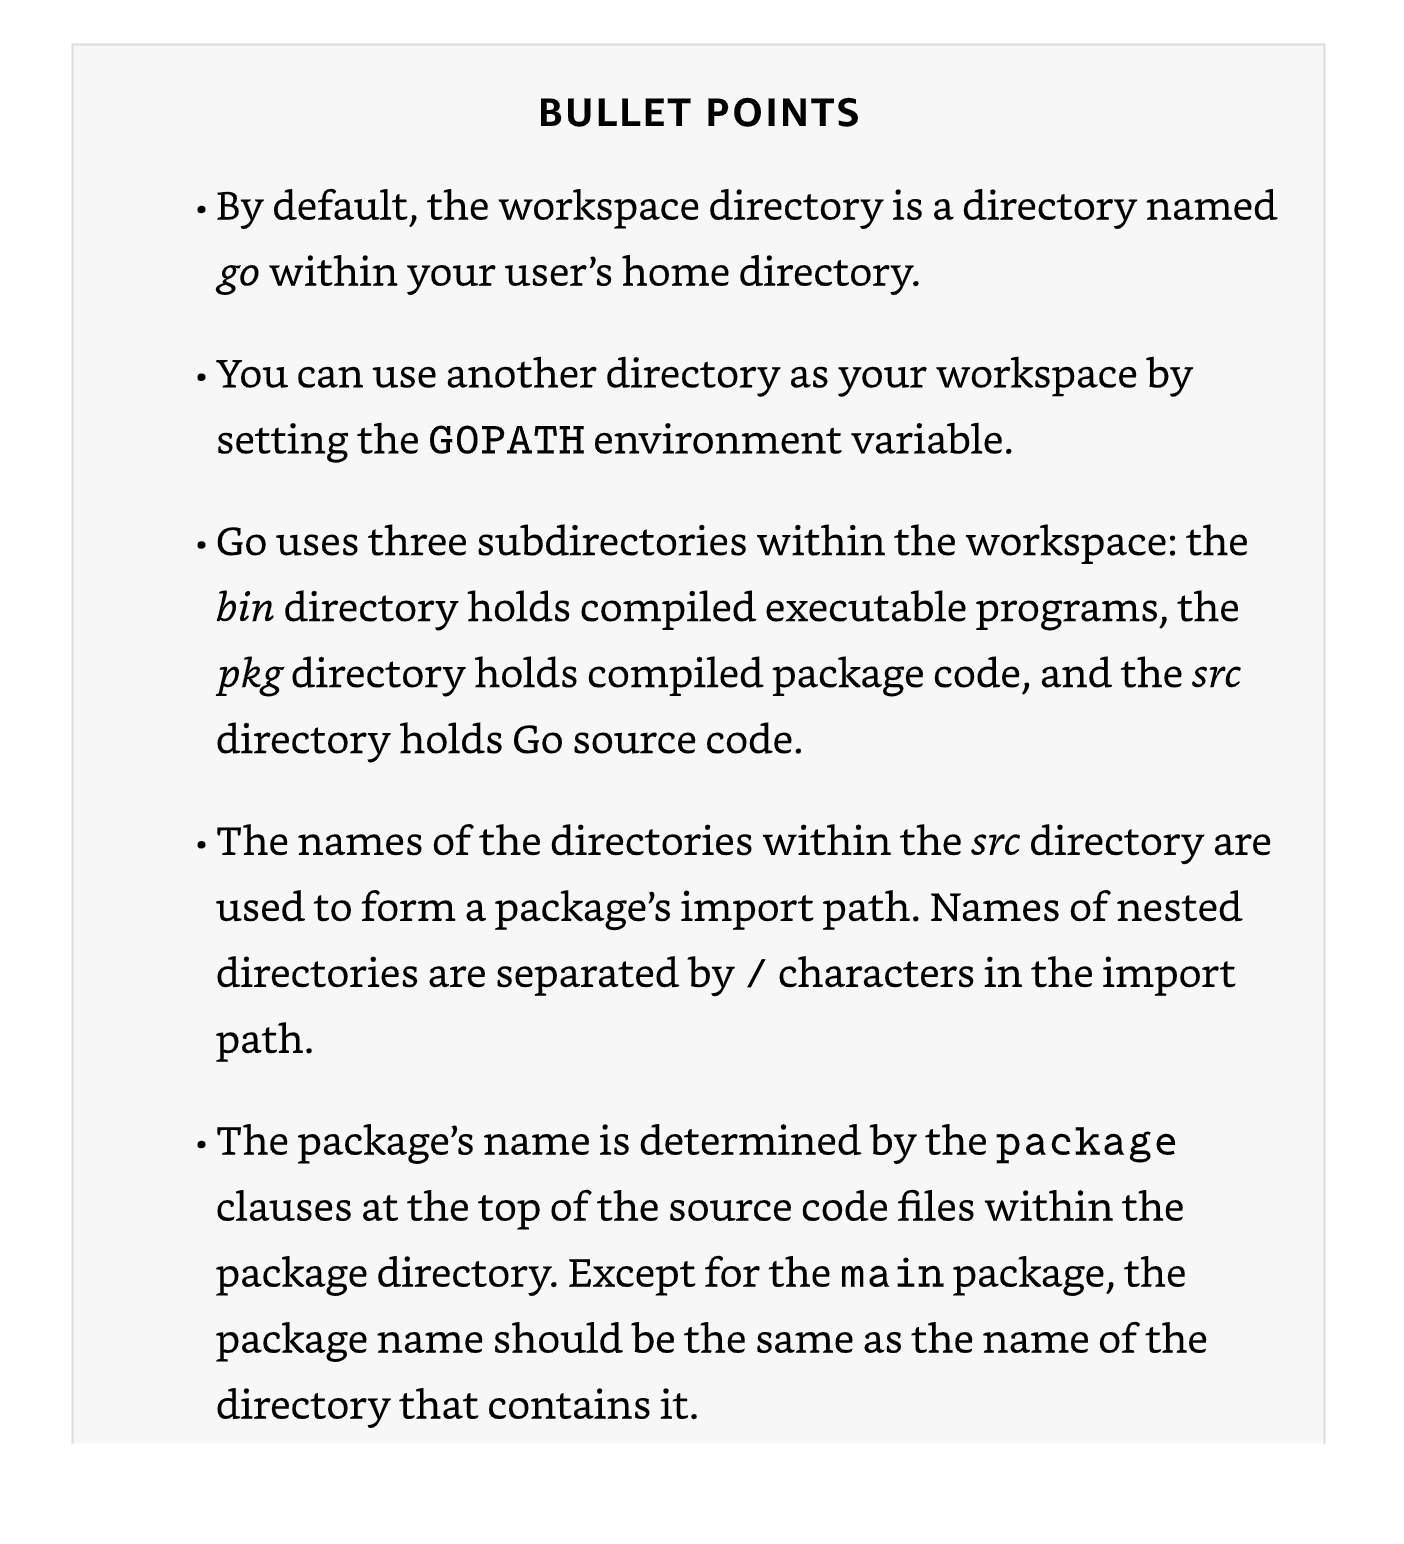 BULLET POINTS
• By default, the workspace directory is a directory named
go within your user’s home directory.
• You can use another directory as your workspace by
setting the GOPATH environment variable.
• Go uses three subdirectories within the workspace: the
bin directory holds compiled executable programs, the
pkg directory holds compiled package code, and the src
directory holds Go source code.
• The names of the directories within the src directory are
used to form a package’s import path. Names of nested
directories are separated by / characters in the import
path.
• The package’s name is determined by the package
clauses at the top of the source code files within the
package directory. Except for the main package, the
package name should be the same as the name of the
directory that contains it.